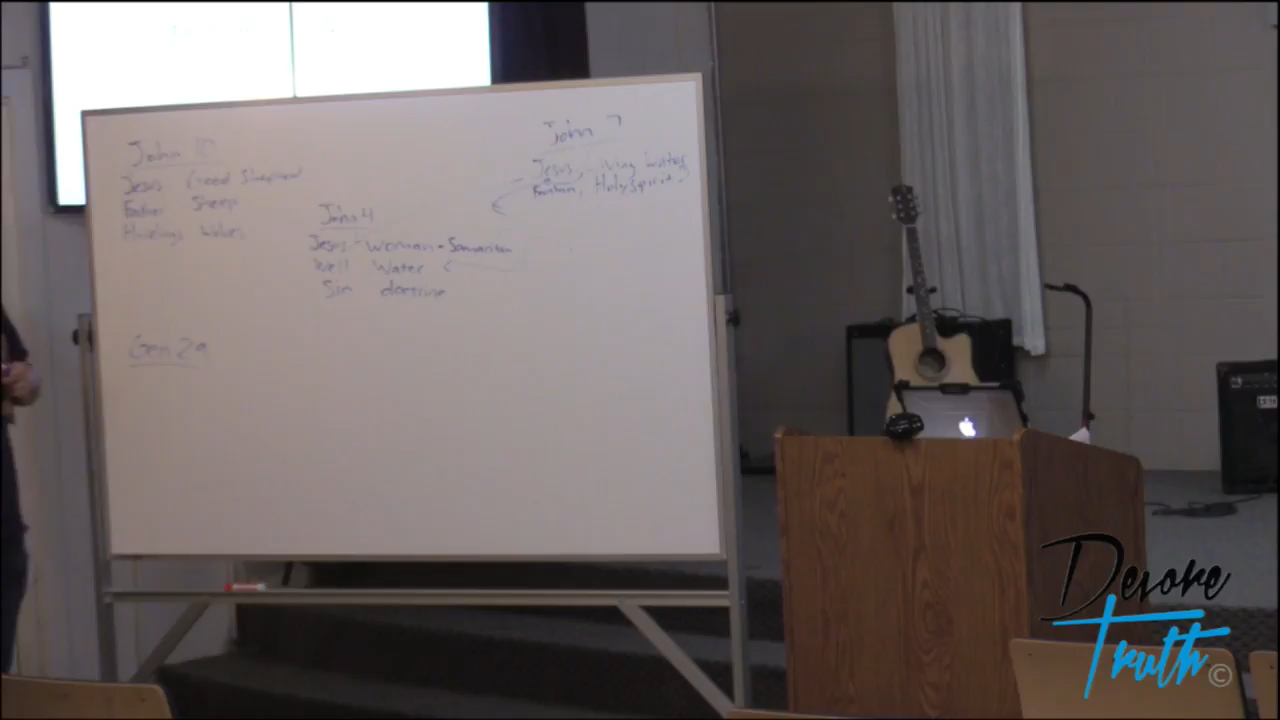 John 10
Jesus Good Shepherd
Father Sheep
Hirelings Wolves
John 4
Jesus - Woman - Samaritan
Well Water
Sin doctrine
John 7
Jesus, living water
Fountain, Holy Spirit
Gen 29
Devore
Truth ©